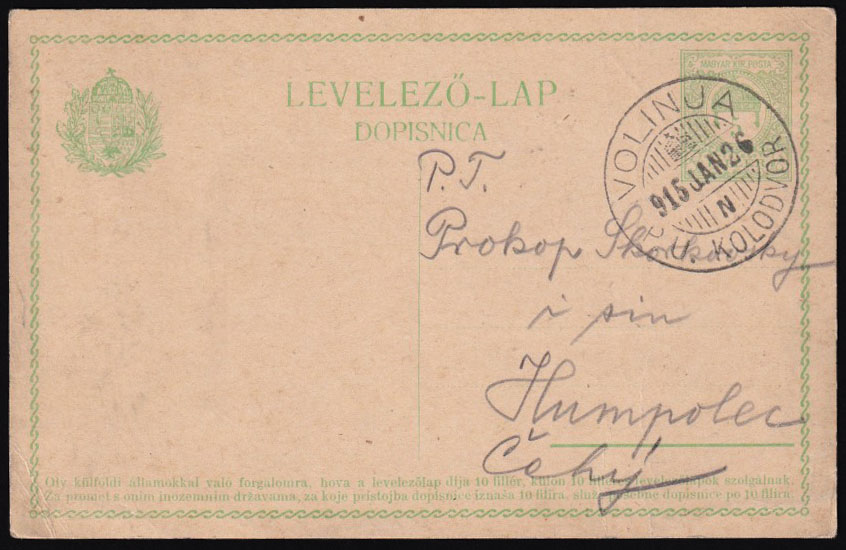 LEVELEZŐ-LAP
DOPISNICA
MAGYAR KIR. POSTA
VOLINJA
915 JAN 26
N
KOLODVOR
P.T.
Prokop Skorkovsky
i sin
Humpolec
Čehy
Oly külföldi államokkal való forgalomra, hova a levelezőlap díja 10 fillér, külön 10 filléres levelezőlapok szolgálnak.
Za promet s onim inozemnim državama, za koje pristojba dopisnice iznaša 10 filira, služe posebne dopisnice po 10 filira.